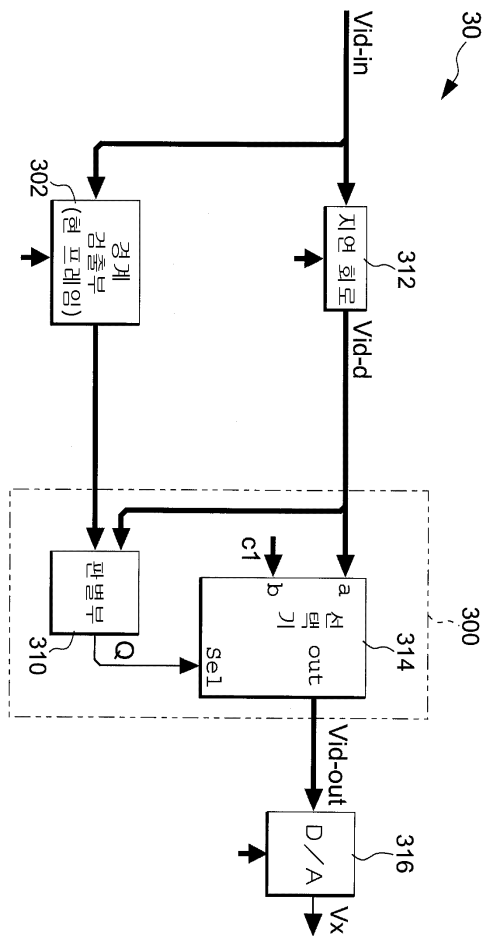 30
Vid-in
312
지연 회로
Vid-d
302
경계
검출부
(현 프레임)
300
c1
a
b
선택
기
out
Sel
314
판별부
310
Q
Vid-out
D/A
316
Vx